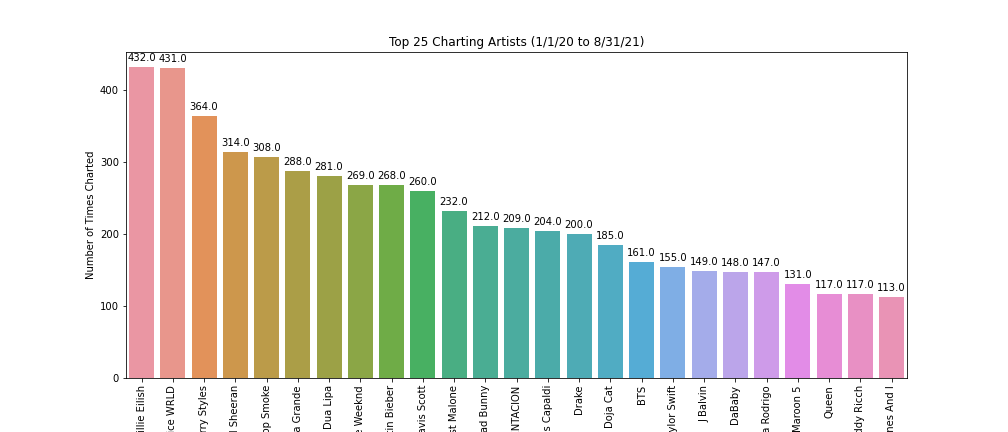 Top 25 Charting Artists (1/1/20 to 8/31/21)
Number of Times Charted
400
300
200
100
0
432.0
431.0
364.0
314.0
308.0
288.0
281.0
269.0
268.0
260.0
232.0
212.0
209.0
204.0
200.0
185.0
161.0
155.0
149.0
148.0
147.0
131.0
117.0
117.0
113.0
illie Eilish
ce WRLD
rry Styles
l Sheeran
op Smoke
a Grande
Dua Lipa
e Weeknd
tin Bieber
avis Scott
st Malone
ad Bunny
NTACION
s Capaldi
Drake
Doja Cat
BTS
ylor Swift
J Balvin
DaBaby
a Rodrigo
Maroon 5
Queen
ddy Ricch
nes And I